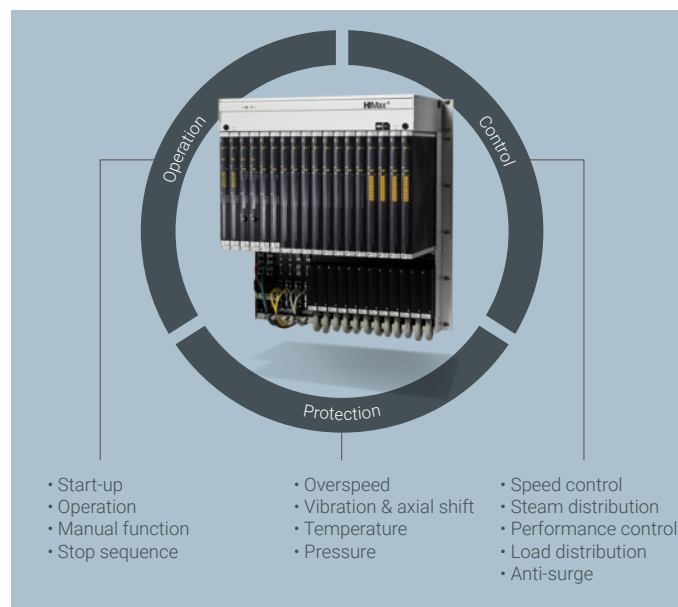 HIMax®
Operation
Control
Protection
• Start-up
• Operation
• Manual function
• Stop sequence
• Overspeed
• Vibration & axial shift
• Temperature
• Pressure
• Speed control
• Steam distribution
• Performance control
• Load distribution
• Anti-surge